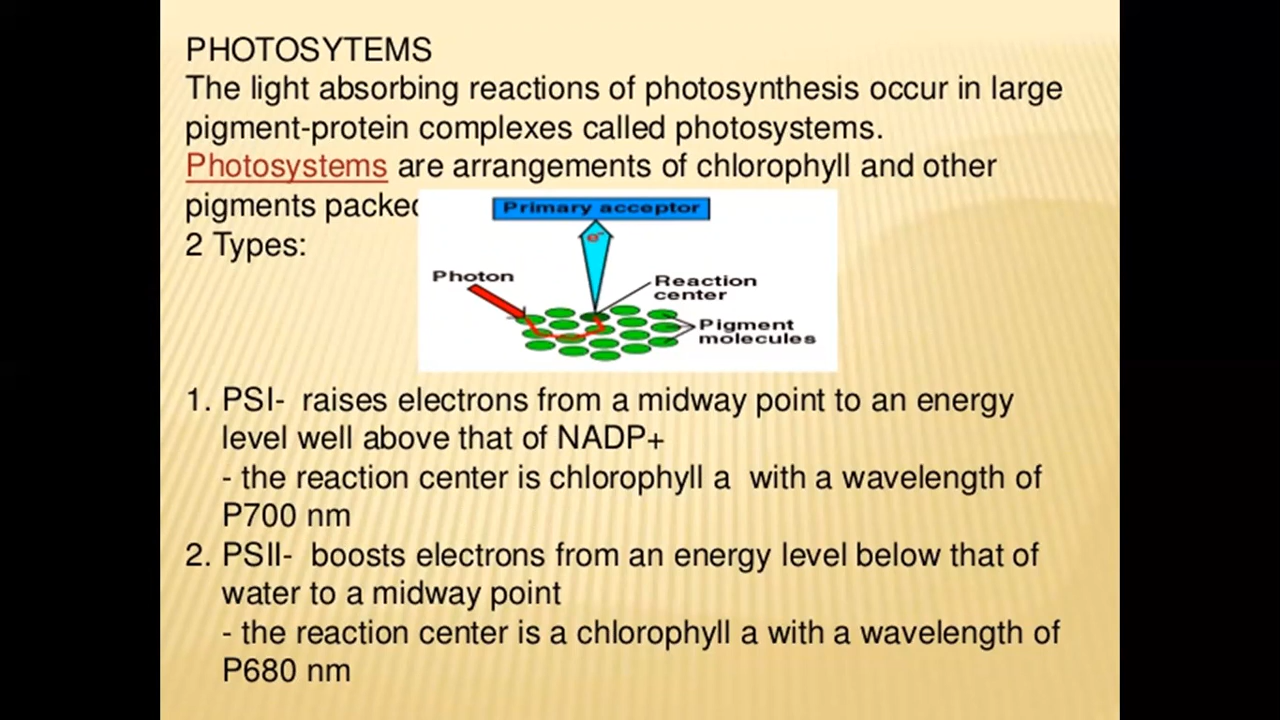 PHOTOSYTEMS
The light absorbing reactions of photosynthesis occur in large
pigment-protein complexes called photosystems.
Photosystems are arrangements of chlorophyll and other
pigments packed
2 Types:
Primary acceptor
e-
Photon
Reaction
center
Pigment
molecules
1. PSI- raises electrons from a midway point to an energy
level well above that of NADP+
- the reaction center is chlorophyll a with a wavelength of
P700 nm
2. PSII- boosts electrons from an energy level below that of
water to a midway point
- the reaction center is a chlorophyll a with a wavelength of
P680 nm